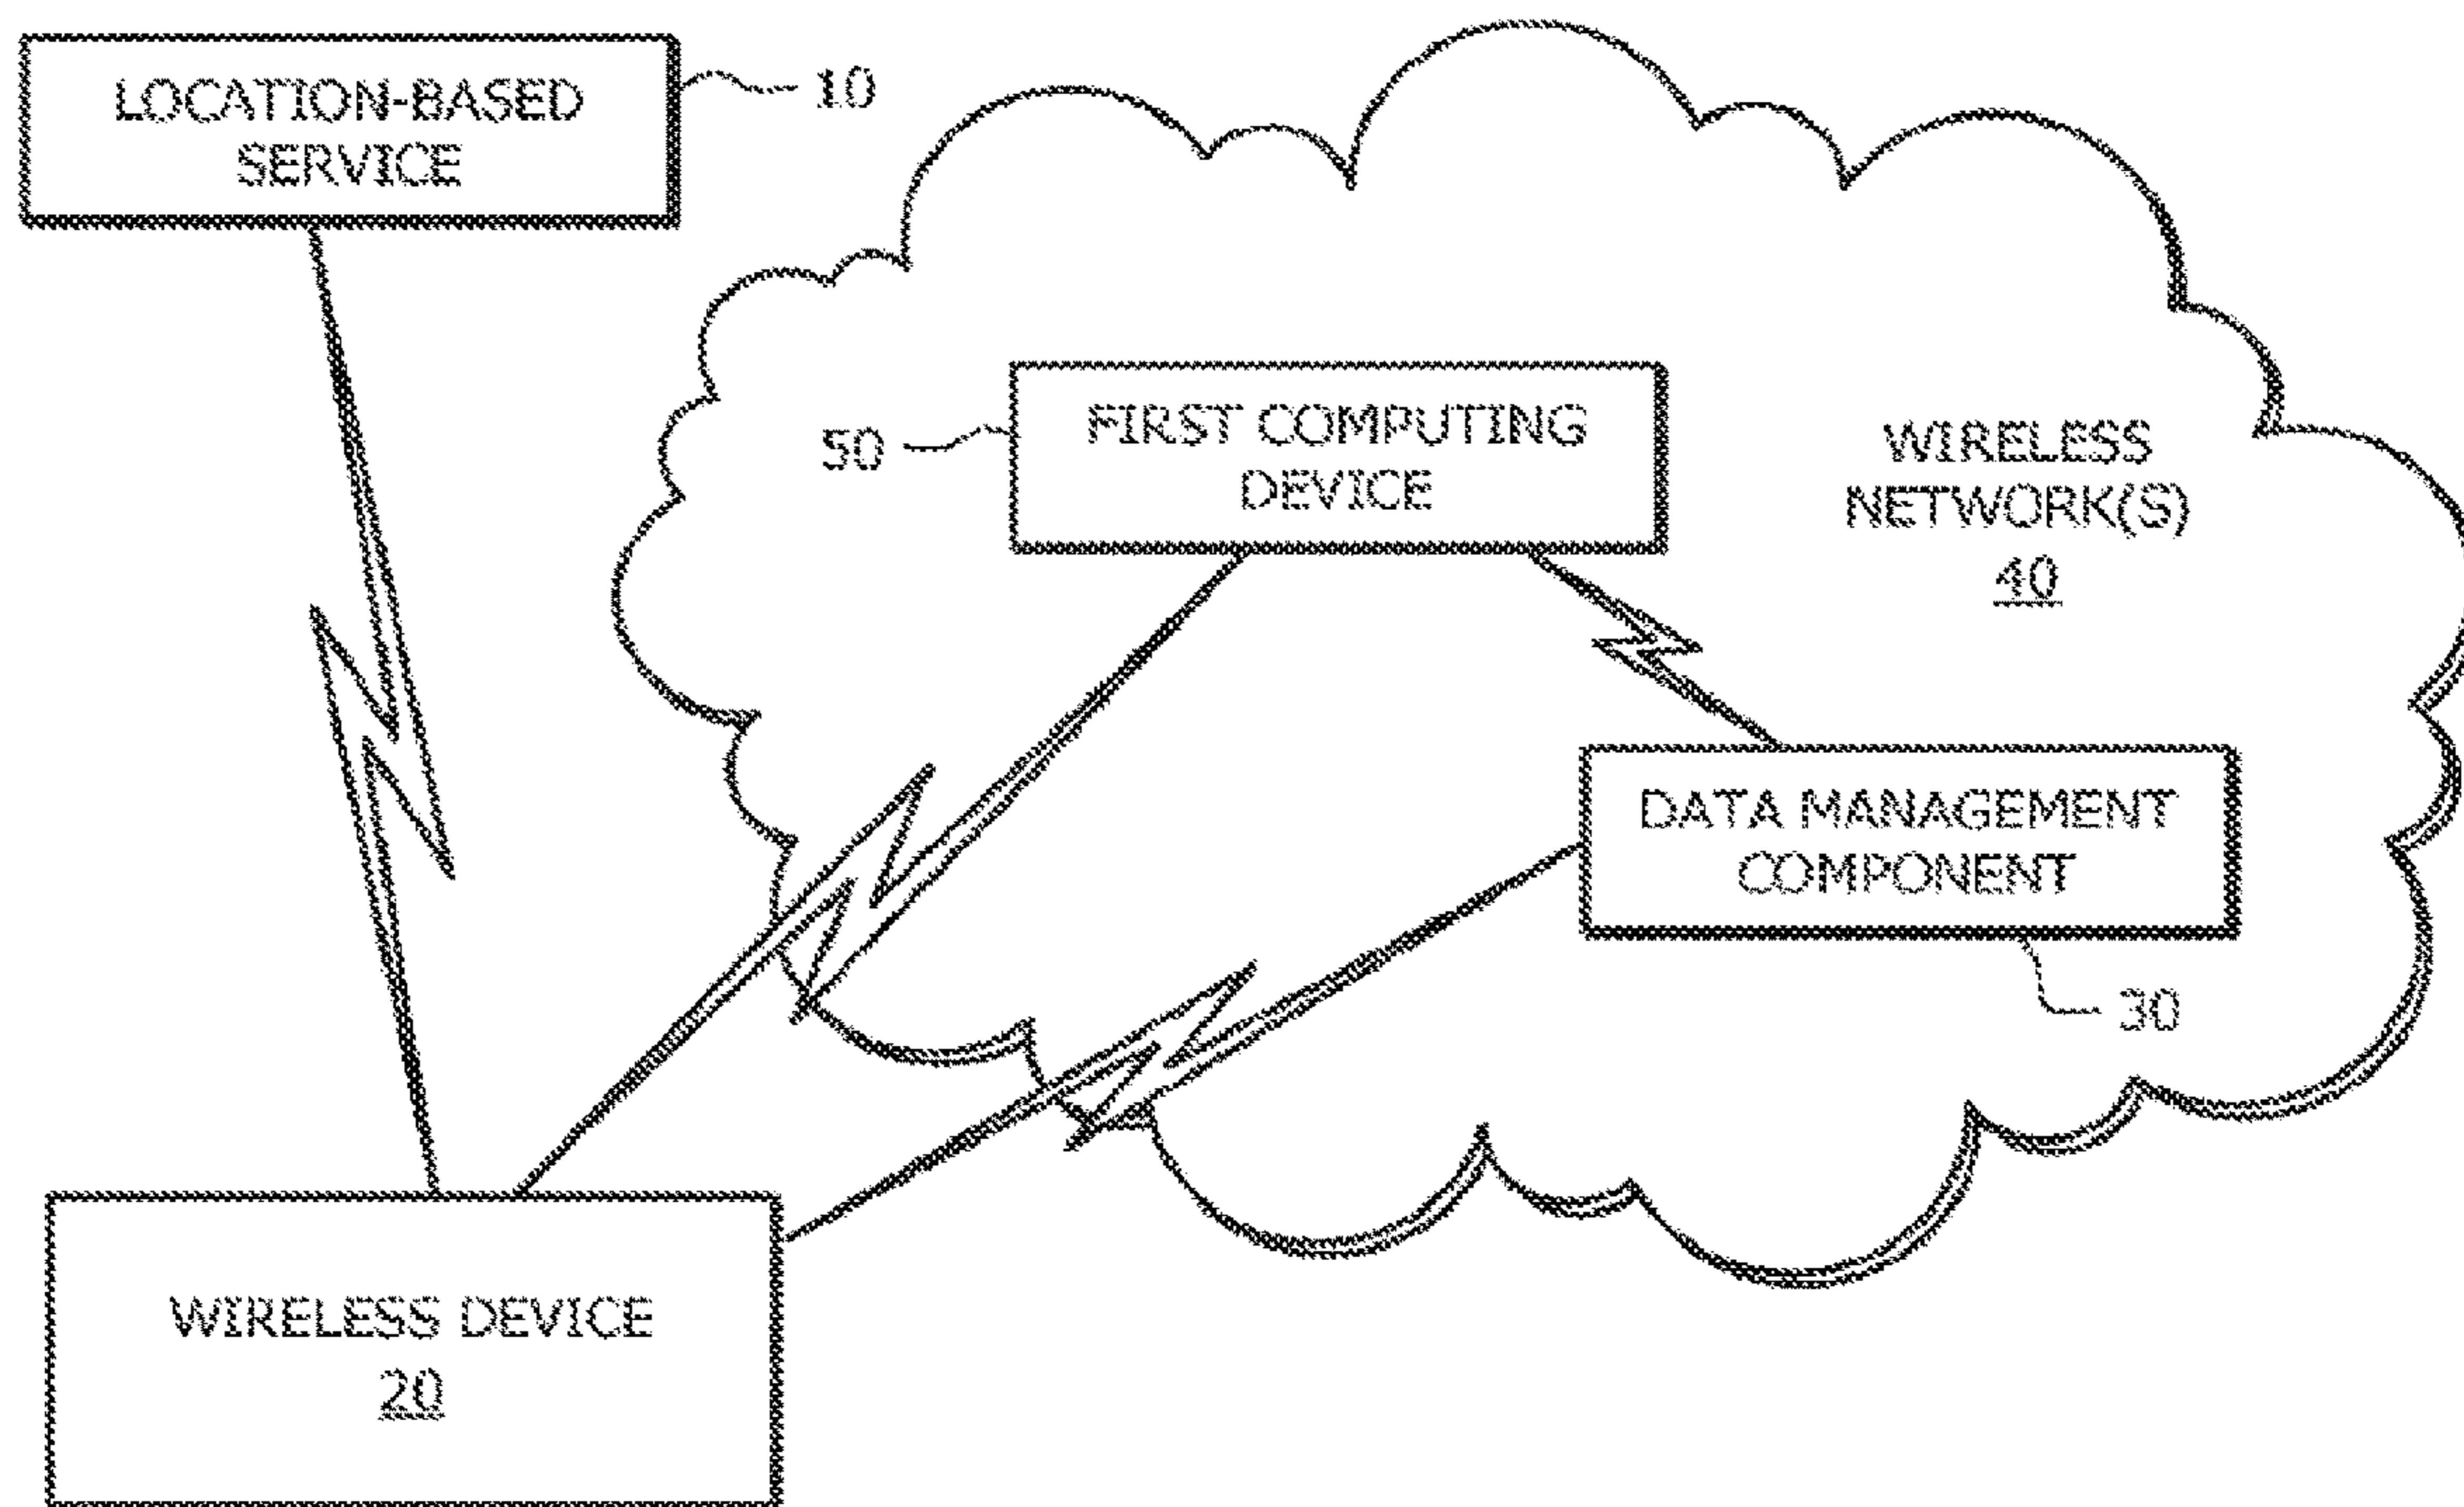 LOCATION-BASED
SERVICE
10
FIRST COMPUTING
DEVICE
50
WIRELESS
NETWORK(S)
40
DATA MANAGEMENT
COMPONENT
30
WIRELESS DEVICE
20